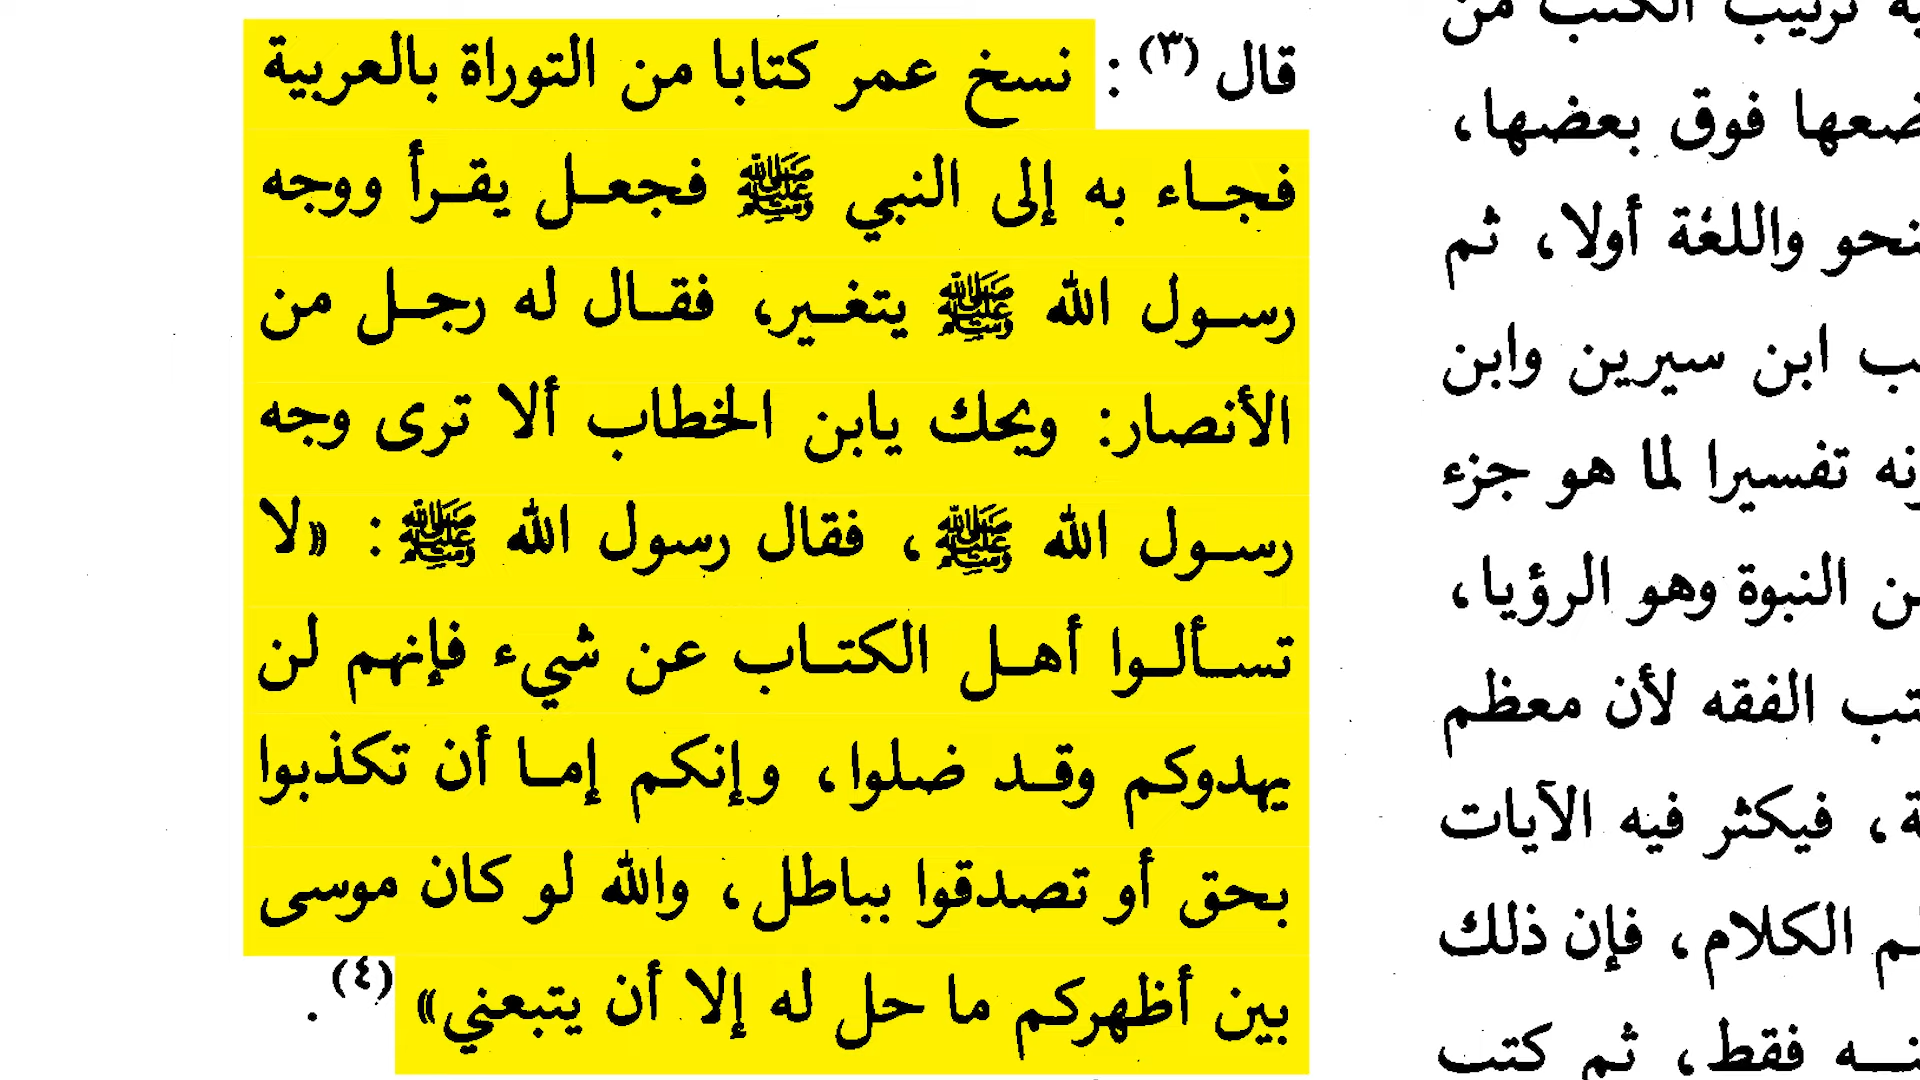 ترتيب الكتب من
فوق بعضها،
واللغة أولا، ثم
ابن سيرين وابن
تفسيرا لما هو جزء
النبوة وهو الرؤيا،
الفقه لأن معظم
، فيكثر فيه الآيات
الكلام، فإن ذلك
فقط، ثم كتب
قال (٣) : نسخ عمر كتابا من التوراة بالعربية
فجاء به إلى النبي ﷺ فجعل يقرأ ووجه
رسول الله ﷺ يتغير، فقال له رجل من
الأنصار: ويحك يابن الخطاب ألا ترى وجه
رسول الله ﷺ، فقال رسول الله ﷺ: «لا
تسألوا أهل الكتاب عن شيء فإنهم لن
يهدوكم وقد ضلوا، وإنكم إما أن تكذبوا
بحق أو تصدقوا بباطل، والله لو كان موسى
بين أظهركم ما حل له إلا أن يتبعني» (٤).